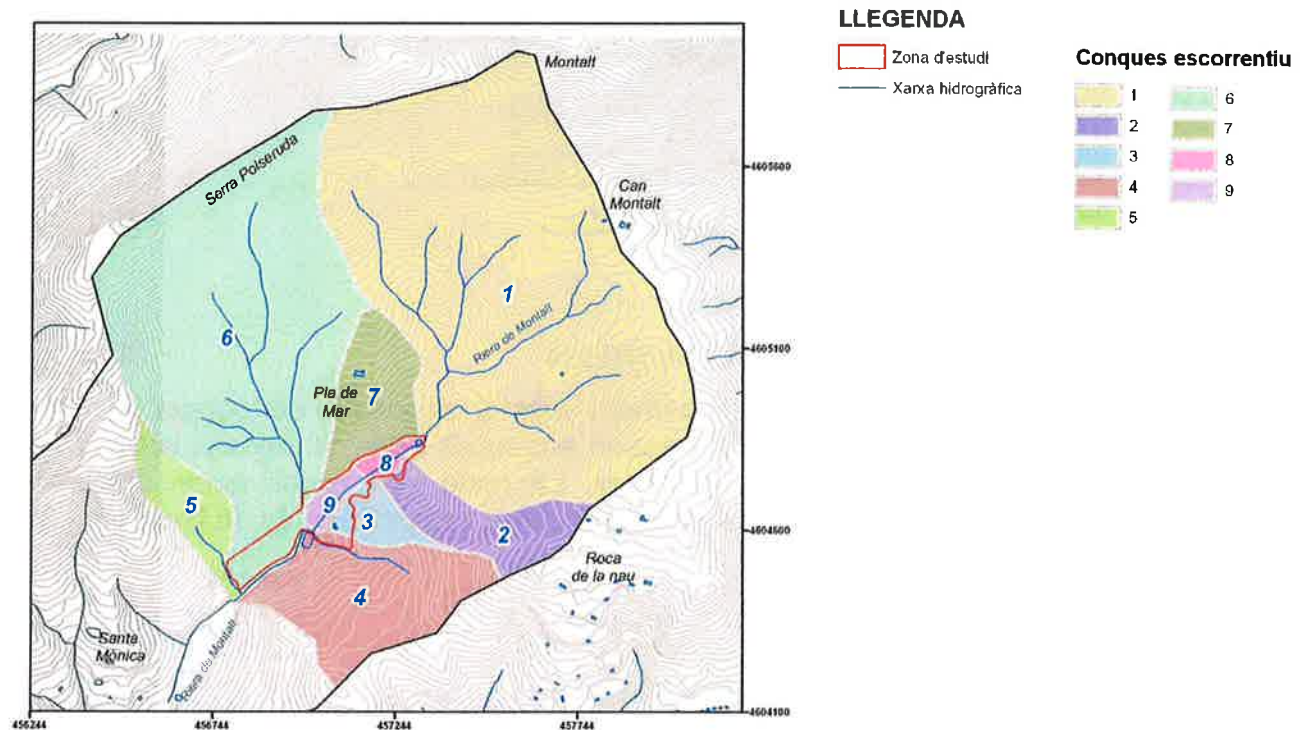 LLEGENDA
Zona d'estudi
Xarxa hidrogràfica
Conques escorrentiu
1
2
3
4
5
6
7
8
9
Montalt
Serra Polseruda
4605600
Can
Montalt
1
Riera de Montalt
6
4605100
7
Pla de
Mar
8
5
9
3
2
4604600
Roca
de la nau
4
Santa
Mònica
Riera de Montalt
4604100
456244
456744
457244
457744